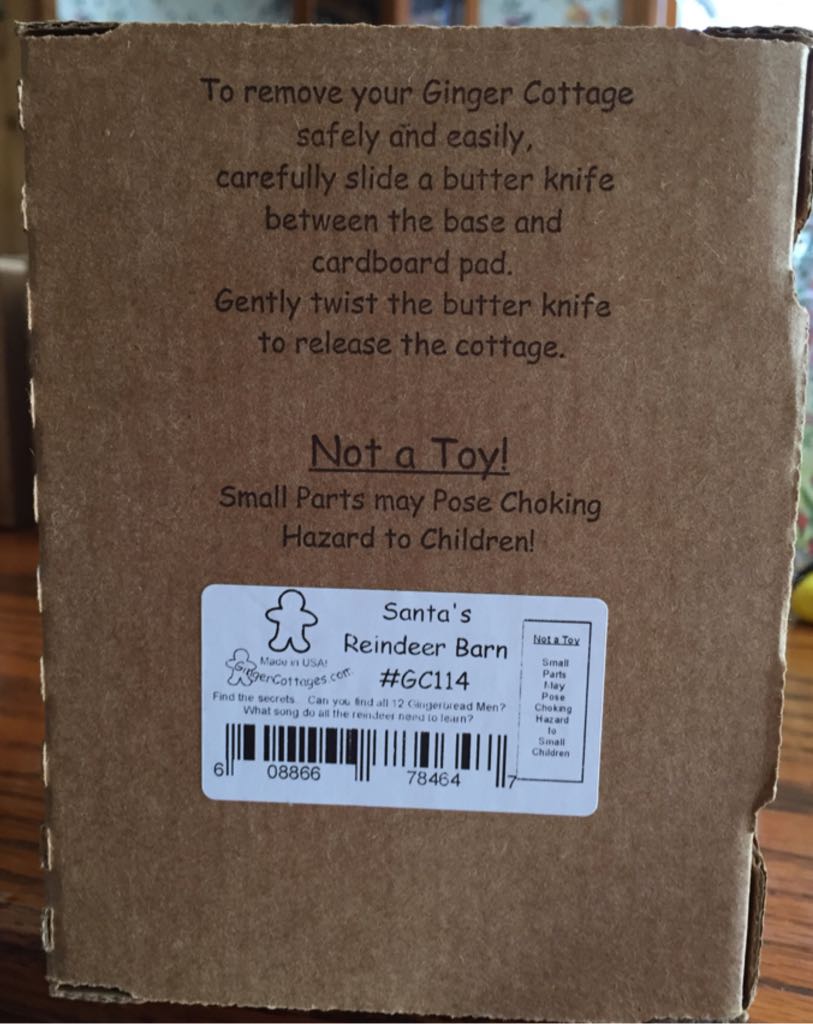 To remove your Ginger Cottage
safely and easily,
carefully slide a butter knife
between the base and
cardboard pad.
Gently twist the butter knife
to release the cottage.
Not a Toy!
Small Parts may Pose Choking
Hazard to Children!
Santa's
Reindeer Barn
#GC114
Made in USA!
GingerCottages.com
Find the secrets. Can you find all 12 Gingerbread Men?
What song do all the reindeer need to learn?
6 08866 78464 7
Not a Toy
Small
Parts
May
Pose
Choking
Hazard
to
Small
Children